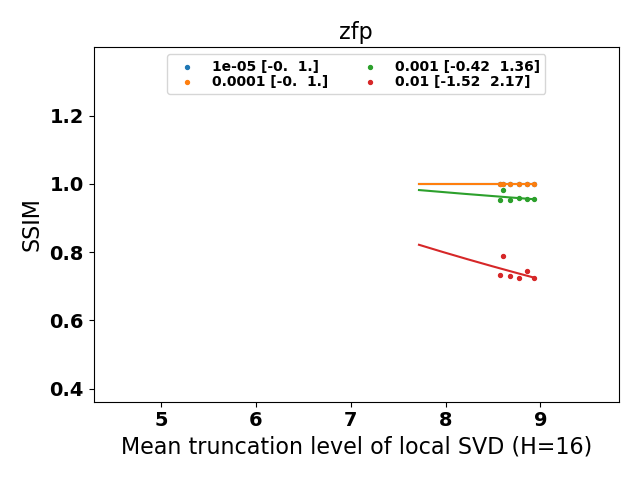 zfp
1e-05 [-0.  1.]
0.0001 [-0.  1.]
0.001 [-0.42  1.36]
0.01 [-1.52  2.17]
SSIM
1.2
1.0
0.8
0.6
0.4
5 6 7 8 9
Mean truncation level of local SVD (H=16)